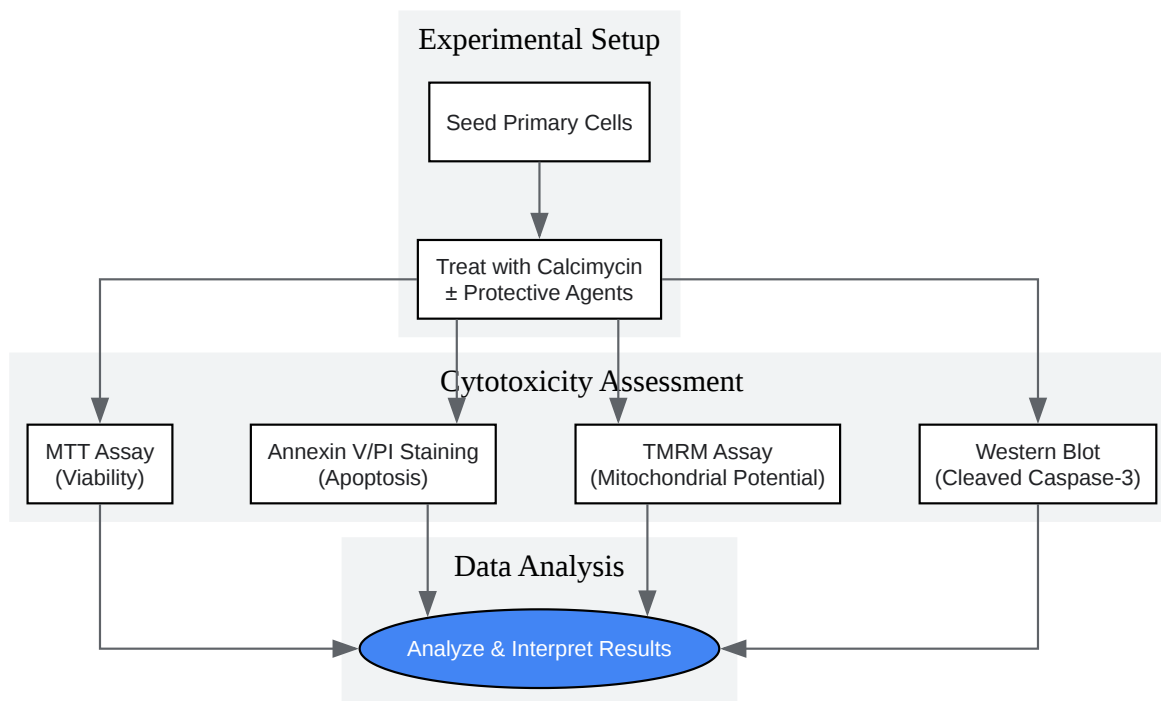 Experimental Setup
Seed Primary Cells
Treat with Calcimycin
± Protective Agents
Cytotoxicity Assessment
MTT Assay
(Viability)
Annexin V/PI Staining
(Apoptosis)
TMRM Assay
(Mitochondrial Potential)
Western Blot
(Cleaved Caspase-3)
Data Analysis
Analyze & Interpret Results